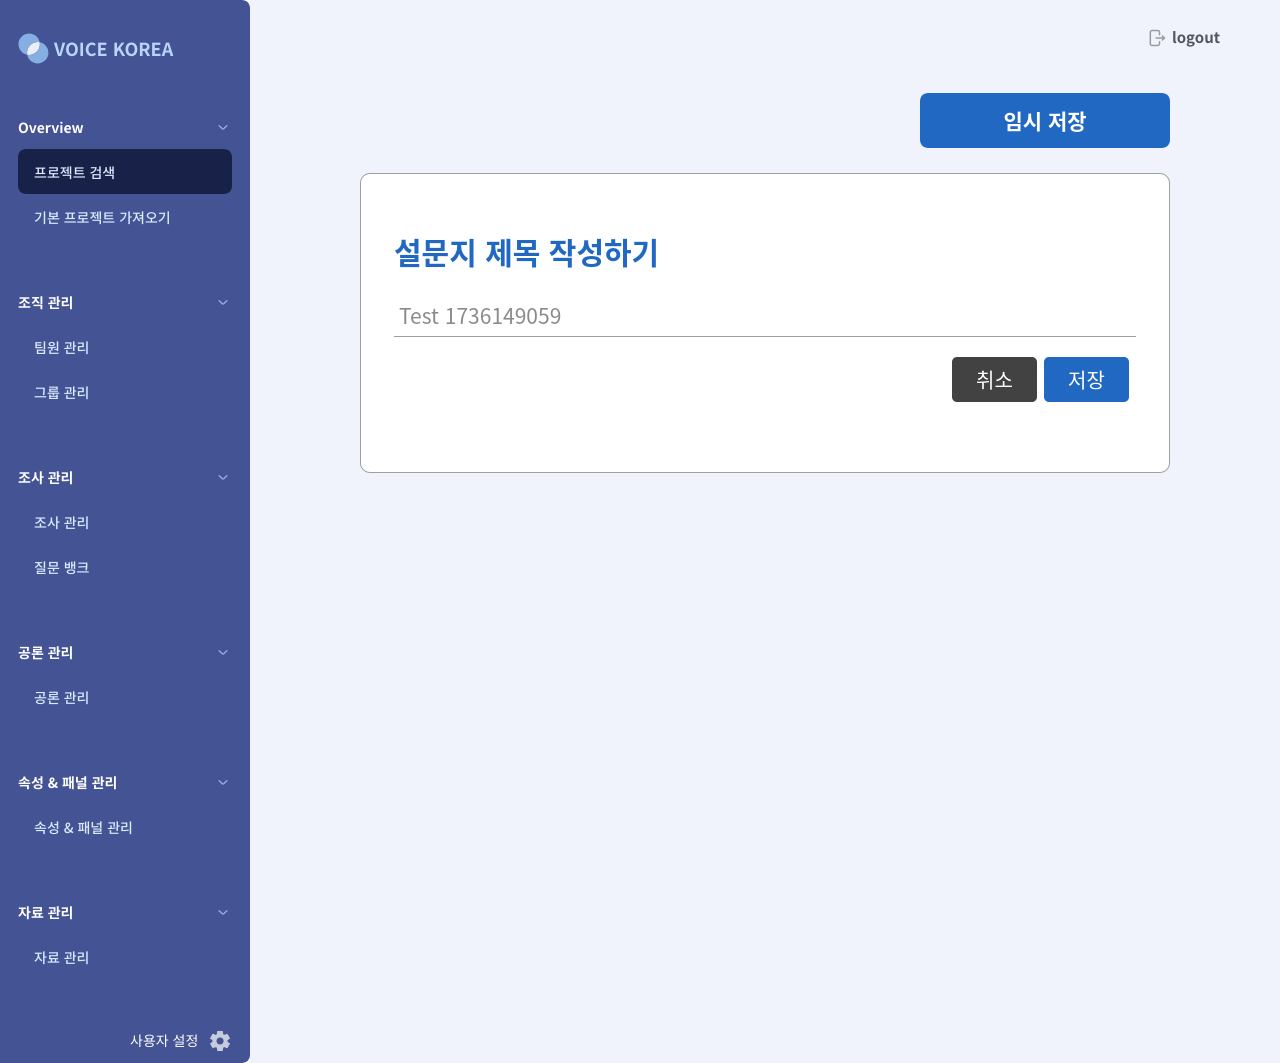 VOICE KOREA
logout
Overview
프로젝트 검색
기본 프로젝트 가져오기
조직 관리
팀원 관리
그룹 관리
조사 관리
조사 관리
질문 뱅크
공론 관리
공론 관리
속성 & 패널 관리
속성 & 패널 관리
자료 관리
자료 관리
사용자 설정
임시 저장
설문지 제목 작성하기
Test 1736149059
취소
저장